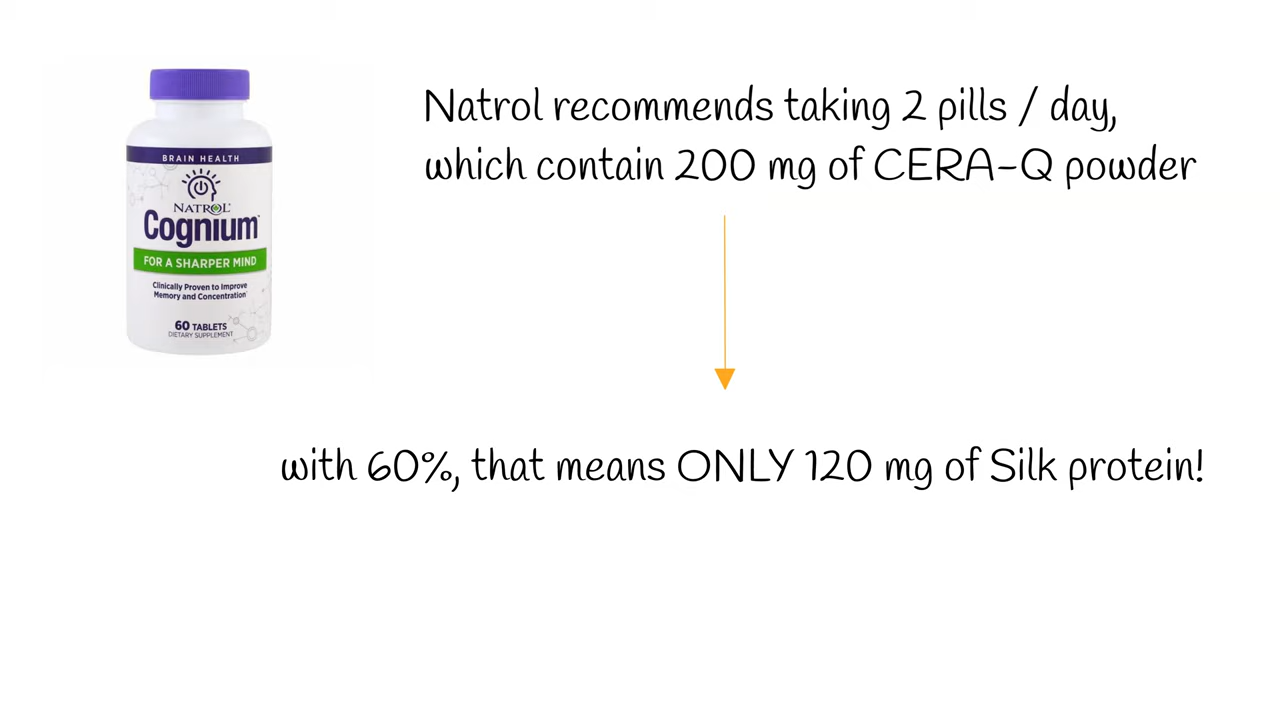 Natrol recommends taking 2 pills / day,
which contain 200 mg of CERA-Q powder
BRAIN HEALTH
NATROL®
Cognium™
FOR A SHARPER MIND
Clinically Proven to Improve
Memory and Concentration
60 TABLETS
DIETARY SUPPLEMENT
with 60%, that means ONLY 120 mg of Silk protein!